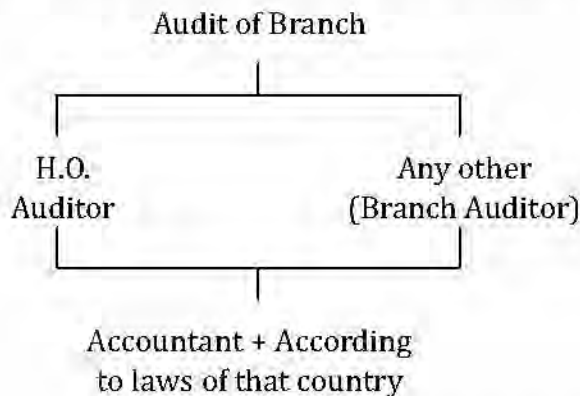 Audit of Branch
H.O.
Auditor
Any other
(Branch Auditor)
Accountant + According
to laws of that country